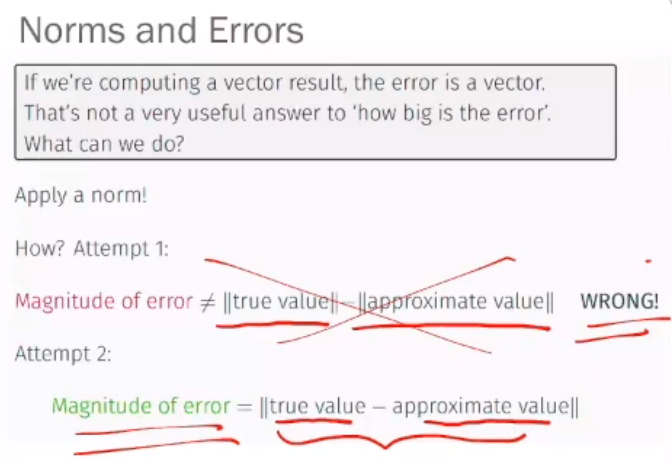 Norms and Errors
If we're computing a vector result, the error is a vector.
That's not a very useful answer to 'how big is the error'.
What can we do?
Apply a norm!
How? Attempt 1:
Magnitude of error ≠ ‖true value‖ − ‖approximate value‖ WRONG!
Attempt 2:
Magnitude of error = ‖true value − approximate value‖